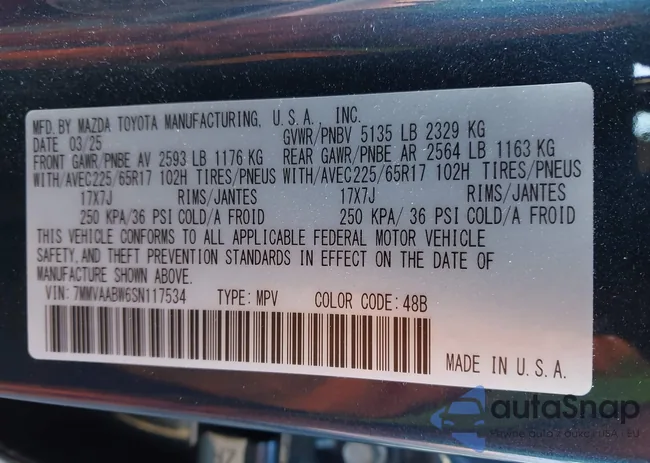 MFD. BY MAZDA TOYOTA MANUFACTURING, U.S.A., INC.
DATE 03/25 GVWR/PNBV 5135 LB 2329 KG
FRONT GAWR/PNBE AV 2593 LB 1176 KG REAR GAWR/PNBE AR 2564 LB 1163 KG
WITH/AVEC225/65R17 102H TIRES/PNEUS WITH/AVEC225/65R17 102H TIRES/PNEUS
17X7J RIMS/JANTES 17X7J RIMS/JANTES
250 KPA/36 PSI COLD/A FROID 250 KPA/ 36 PSI COLD/A FROID
THIS VEHICLE CONFORMS TO ALL APPLICABLE FEDERAL MOTOR VEHICLE
SAFETY, AND THEFT PREVENTION STANDARDS IN EFFECT ON THE DATE OF
MANUFACTURE SHOWN ABOVE.
VIN: 7MMVAABW6SN117534 TYPE: MPV COLOR CODE: 48B
MADE IN U.S.A.
autaSnap